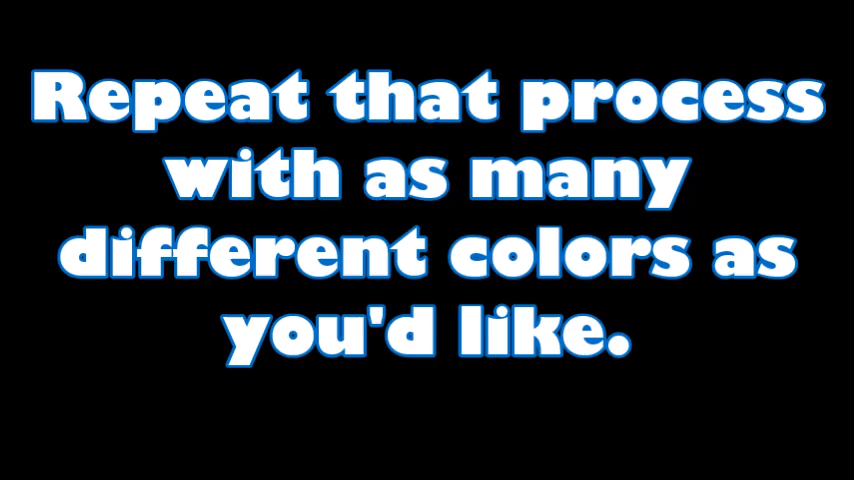 Repeat that process
with as many
different colors as
you'd like.